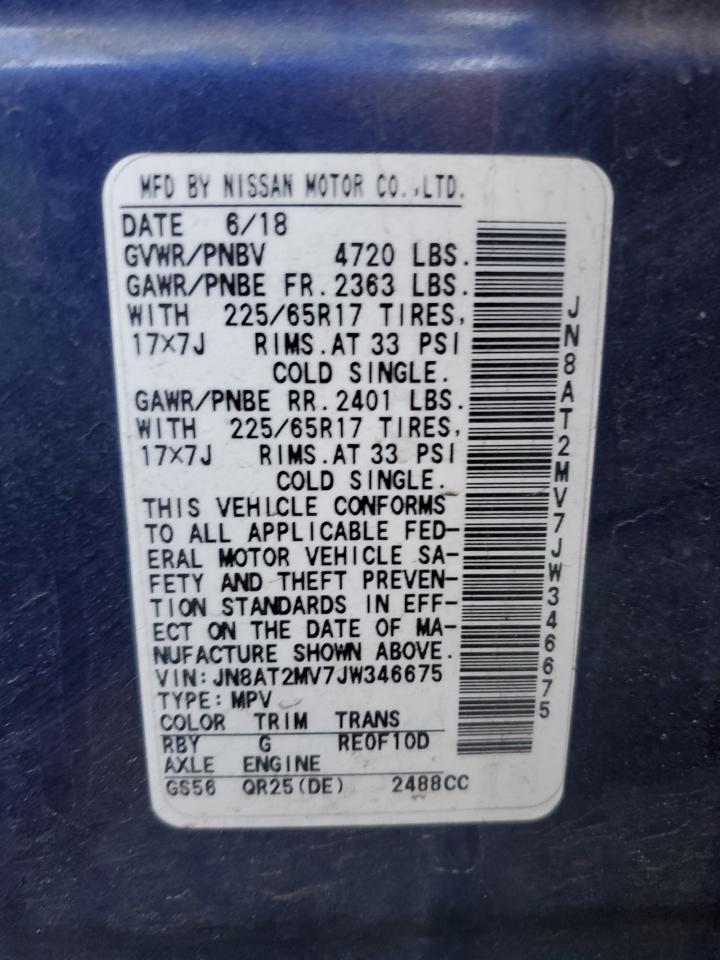 MFD BY NISSAN MOTOR CO.,LTD.
DATE 6/18
GVWR/PNBV 4720 LBS.
GAWR/PNBE FR. 2363 LBS.
WITH 225/65R17 TIRES,
17×7J RIMS. AT 33 PSI
COLD SINGLE.
GAWR/PNBE RR. 2401 LBS.
WITH 225/65R17 TIRES,
17×7J RIMS. AT 33 PSI
COLD SINGLE.
THIS VEHICLE CONFORMS
TO ALL APPLICABLE FED-
ERAL MOTOR VEHICLE SA-
FETY AND THEFT PREVEN-
TION STANDARDS IN EFF-
ECT ON THE DATE OF MA-
NUFACTURE SHOWN ABOVE.
VIN: JN8AT2MV7JW346675
TYPE: MPV
COLOR TRIM TRANS
RBY G RE0F10D
AXLE ENGINE
GS56 QR25(DE) 2488CC
JN8AT2MV7JW346675